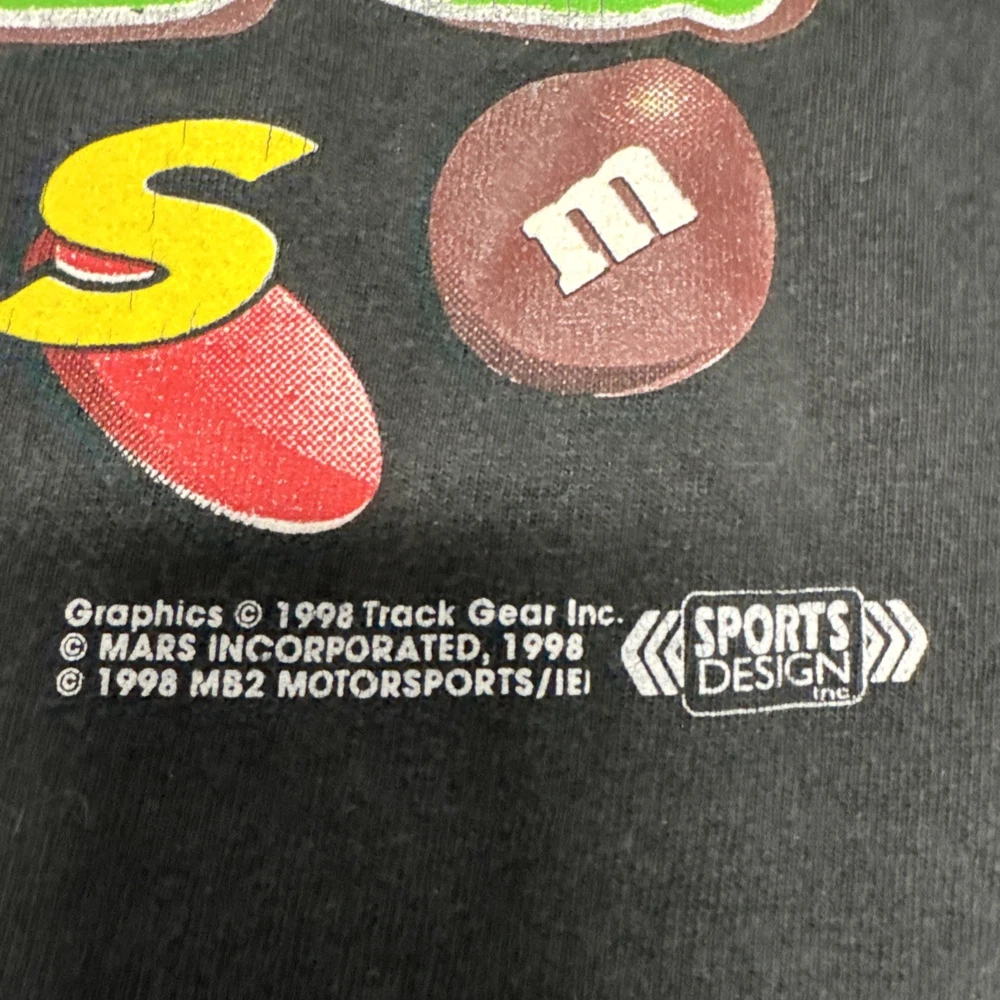 S
m
Graphics © 1998 Track Gear Inc.
© MARS INCORPORATED, 1998
© 1998 MB2 MOTORSPORTS/IEI
SPORTS
DESIGN
Inc.